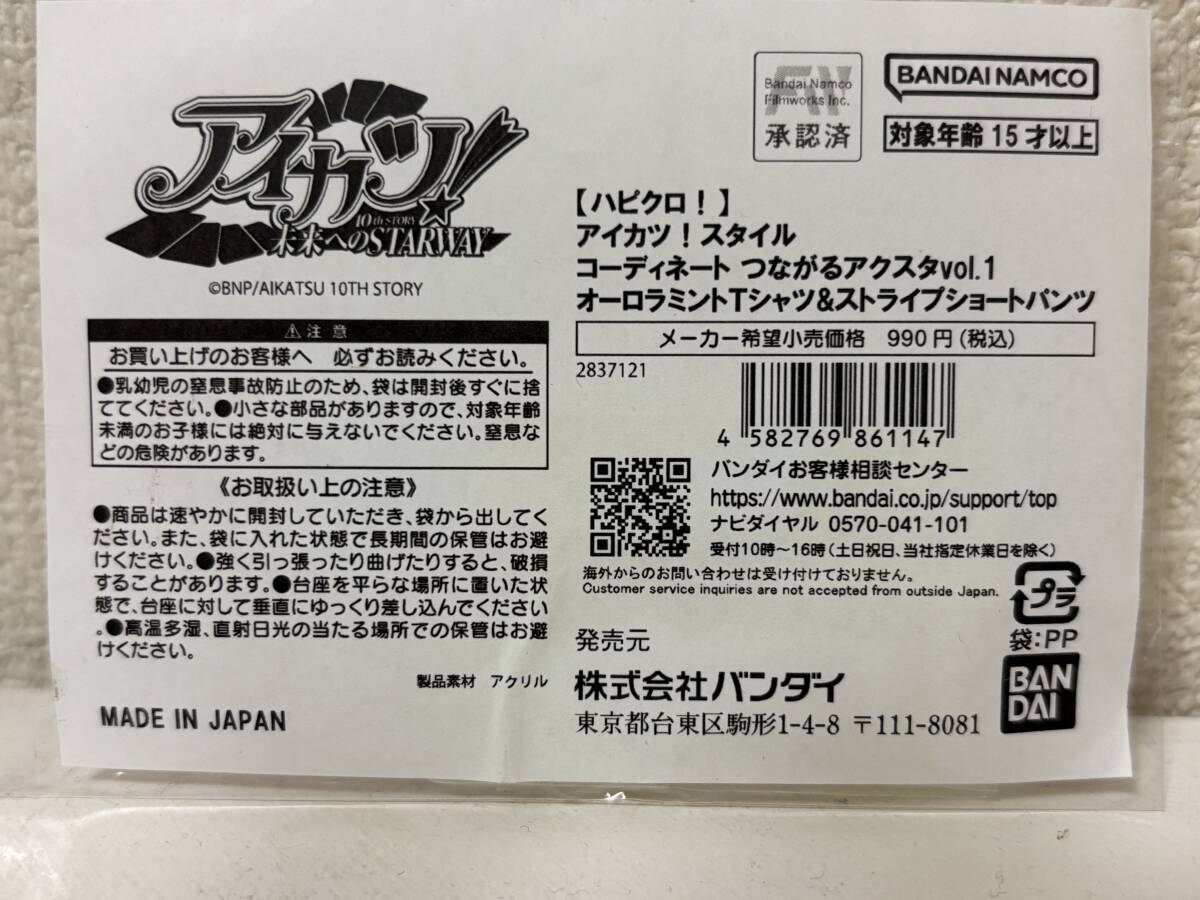 アイカツ!
10th STORY
未来へのSTARWAY
©BNP/AIKATSU 10TH STORY
⚠注意
お買い上げのお客様へ 必ずお読みください。
●乳幼児の窒息事故防止のため、袋は開封後すぐに捨
ててください。●小さな部品がありますので、対象年齢
未満のお子様には絶対に与えないでください。窒息な
どの危険があります。
《お取扱い上の注意》
●商品は速やかに開封していただき、袋から出してくだ
さい。また、袋に入れた状態で長期間の保管はお避
けください。●強く引っ張ったり曲げたりすると、破損
することがあります。●台座を平らな場所に置いた状
態で、台座に対して垂直にゆっくり差し込んでください
。●高温多湿、直射日光の当たる場所での保管はお避
けください。
製品素材 アクリル
MADE IN JAPAN
Bandai Namco
Filmworks Inc.
承認済
BANDAI NAMCO
対象年齢 15 才以上
【ハピクロ!】
アイカツ!スタイル
コーディネート つながるアクスタvol.1
オーロラミントTシャツ&ストライプショートパンツ
メーカー希望小売価格 990円(税込)
2837121
4 582769 861147
バンダイお客様相談センター
https://www.bandai.co.jp/support/top
ナビダイヤル 0570-041-101
受付10時~16時(土日祝日、当社指定休業日を除く)
海外からのお問い合わせは受け付けておりません。
Customer service inquiries are not accepted from outside Japan.
プラ
袋:PP
発売元
株式会社バンダイ
東京都台東区駒形1-4-8 〒111-8081
BAN
DAI